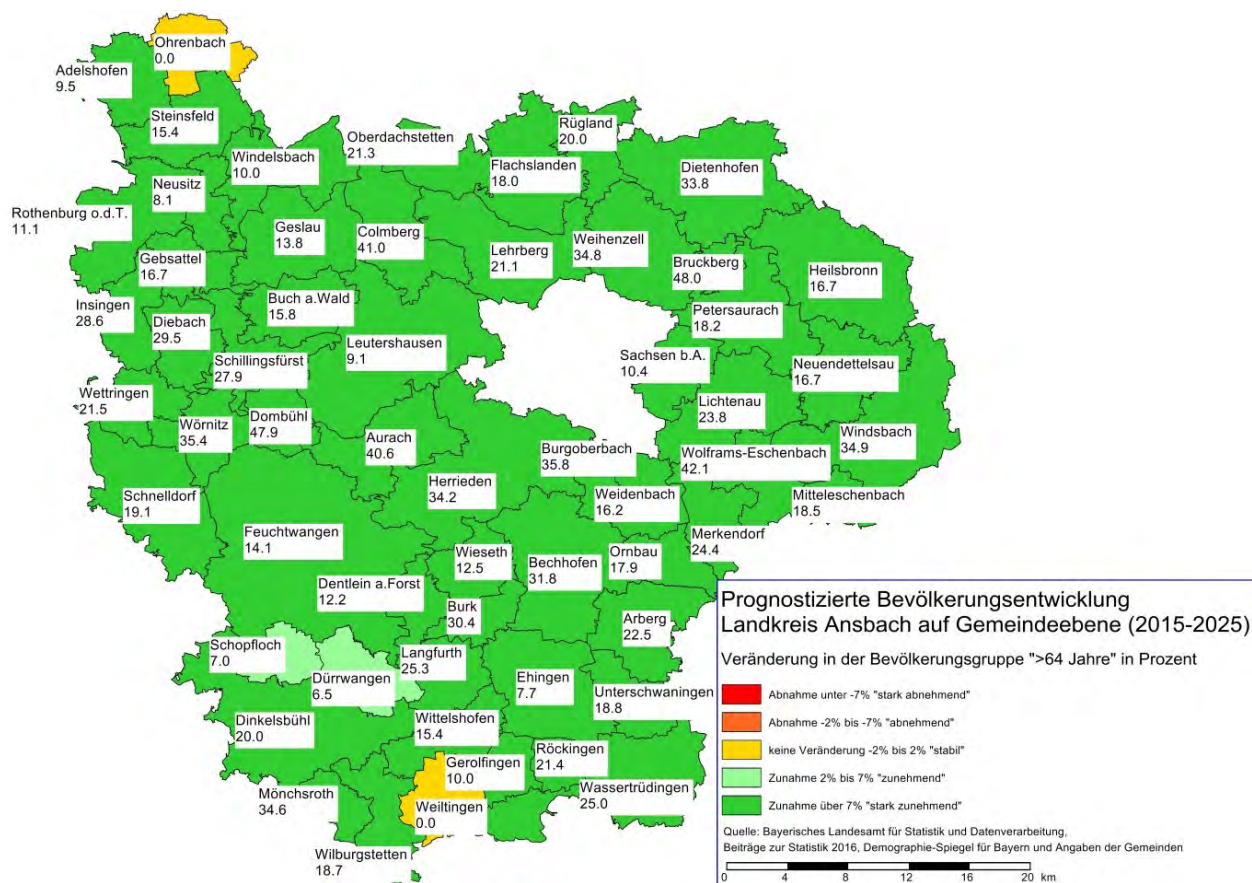 Ohrenbach
0.0
Adelshofen
9.5
Steinsfeld
15.4
Windelsbach
10.0
Oberdachstetten
21.3
Rügland
20.0
Flachslanden
18.0
Dietenhofen
33.8
Neusitz
8.1
Rothenburg o.d.T.
11.1
Geslau
13.8
Colmberg
41.0
Lehrberg
21.1
Weihenzell
34.8
Bruckberg
48.0
Heilsbronn
16.7
Gebsattel
16.7
Insingen
28.6
Diebach
29.5
Buch a.Wald
15.8
Leutershausen
9.1
Petersaurach
18.2
Sachsen b.A.
10.4
Neuendettelsau
16.7
Schillingsfürst
27.9
Wettringen
21.5
Wörnitz
35.4
Dombühl
47.9
Aurach
40.6
Lichtenau
23.8
Windsbach
34.9
Burgoberbach
35.8
Wolframs-Eschenbach
42.1
Herrieden
34.2
Weidenbach
16.2
Mitteleschenbach
18.5
Schnelldorf
19.1
Feuchtwangen
14.1
Wieseth
12.5
Bechhofen
31.8
Ornbau
17.9
Merkendorf
24.4
Dentlein a.Forst
12.2
Burk
30.4
Arberg
22.5
Schopfloch
7.0
Dürrwangen
6.5
Langfurth
25.3
Ehingen
7.7
Unterschwaningen
18.8
Dinkelsbühl
20.0
Wittelshofen
15.4
Röckingen
21.4
Gerolfingen
10.0
Wassertrüdingen
25.0
Mönchsroth
34.6
Weiltingen
0.0
Wilburgstetten
18.7
Prognostizierte Bevölkerungsentwicklung
Landkreis Ansbach auf Gemeindeebene (2015-2025)
Veränderung in der Bevölkerungsgruppe ">64 Jahre" in Prozent
Abnahme unter -7% "stark abnehmend"
Abnahme -2% bis -7% "abnehmend"
keine Veränderung -2% bis 2% "stabil"
Zunahme 2% bis 7% "zunehmend"
Zunahme über 7% "stark zunehmend"
Quelle: Bayerisches Landesamt für Statistik und Datenverarbeitung,
Beiträge zur Statistik 2016, Demographie-Spiegel für Bayern und Angaben der Gemeinden
0 4 8 12 16 20 km